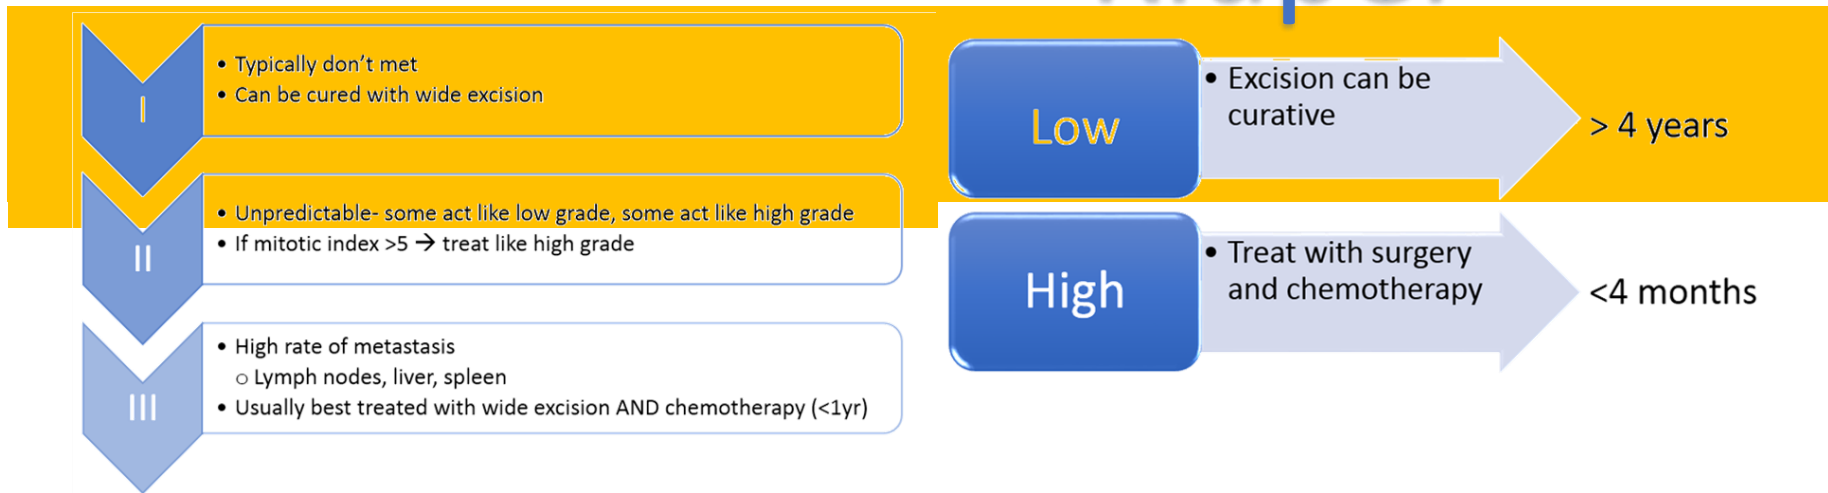 I
• Typically don't met
• Can be cured with wide excision
II
• Unpredictable- some act like low grade, some act like high grade
• If mitotic index >5 → treat like high grade
III
• High rate of metastasis
o Lymph nodes, liver, spleen
• Usually best treated with wide excision AND chemotherapy (<1yr)
Low
• Excision can be
curative
> 4 years
High
• Treat with surgery
and chemotherapy
<4 months